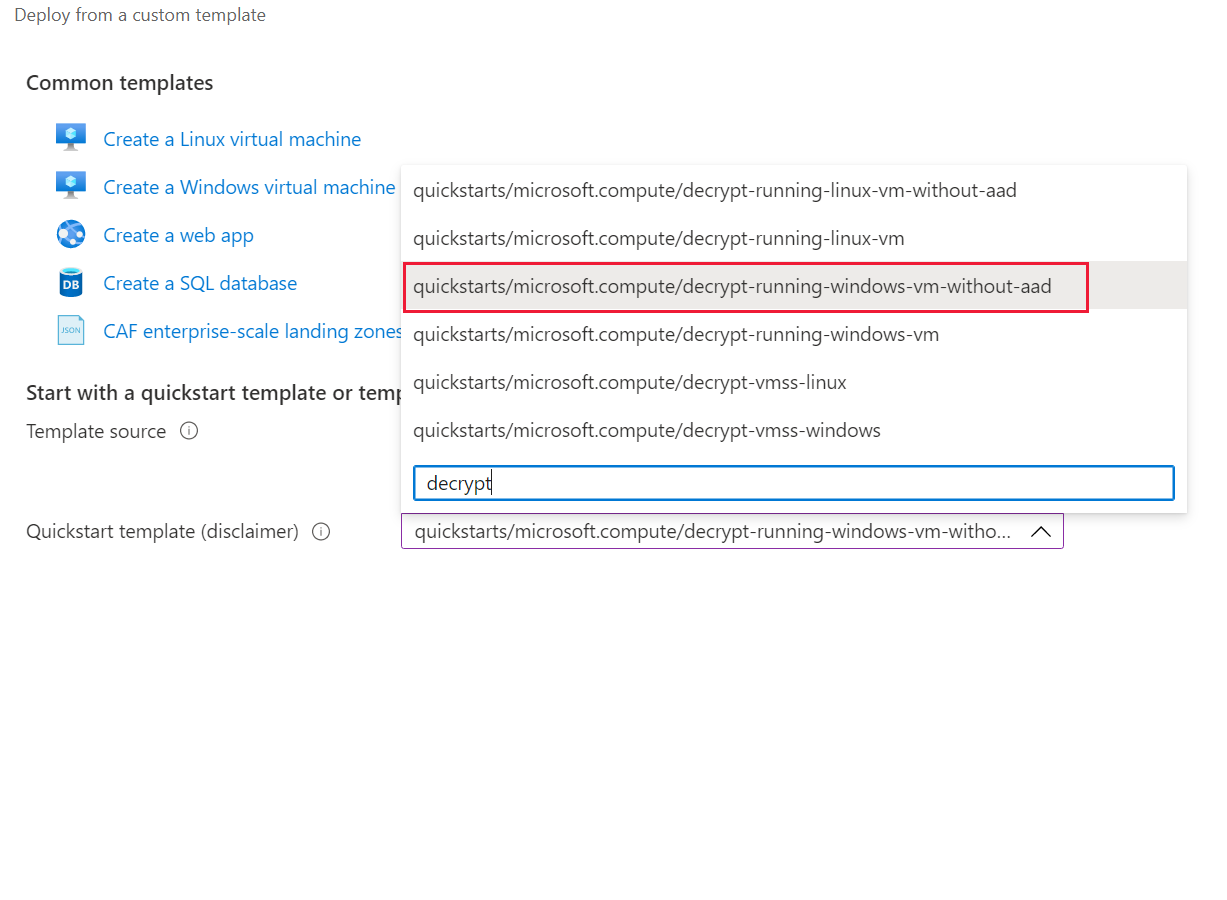 Deploy from a custom template
Common templates
Create a Linux virtual machine
Create a Windows virtual machine
Create a web app
DB
Create a SQL database
JSON
CAF enterprise-scale landing zones
Start with a quickstart template or temp
Template source
quickstarts/microsoft.compute/decrypt-running-linux-vm-without-aad
quickstarts/microsoft.compute/decrypt-running-linux-vm
quickstarts/microsoft.compute/decrypt-running-windows-vm-without-aad
quickstarts/microsoft.compute/decrypt-running-windows-vm
quickstarts/microsoft.compute/decrypt-vmss-linux
quickstarts/microsoft.compute/decrypt-vmss-windows
decrypt
Quickstart template (disclaimer)
quickstarts/microsoft.compute/decrypt-running-windows-vm-witho...